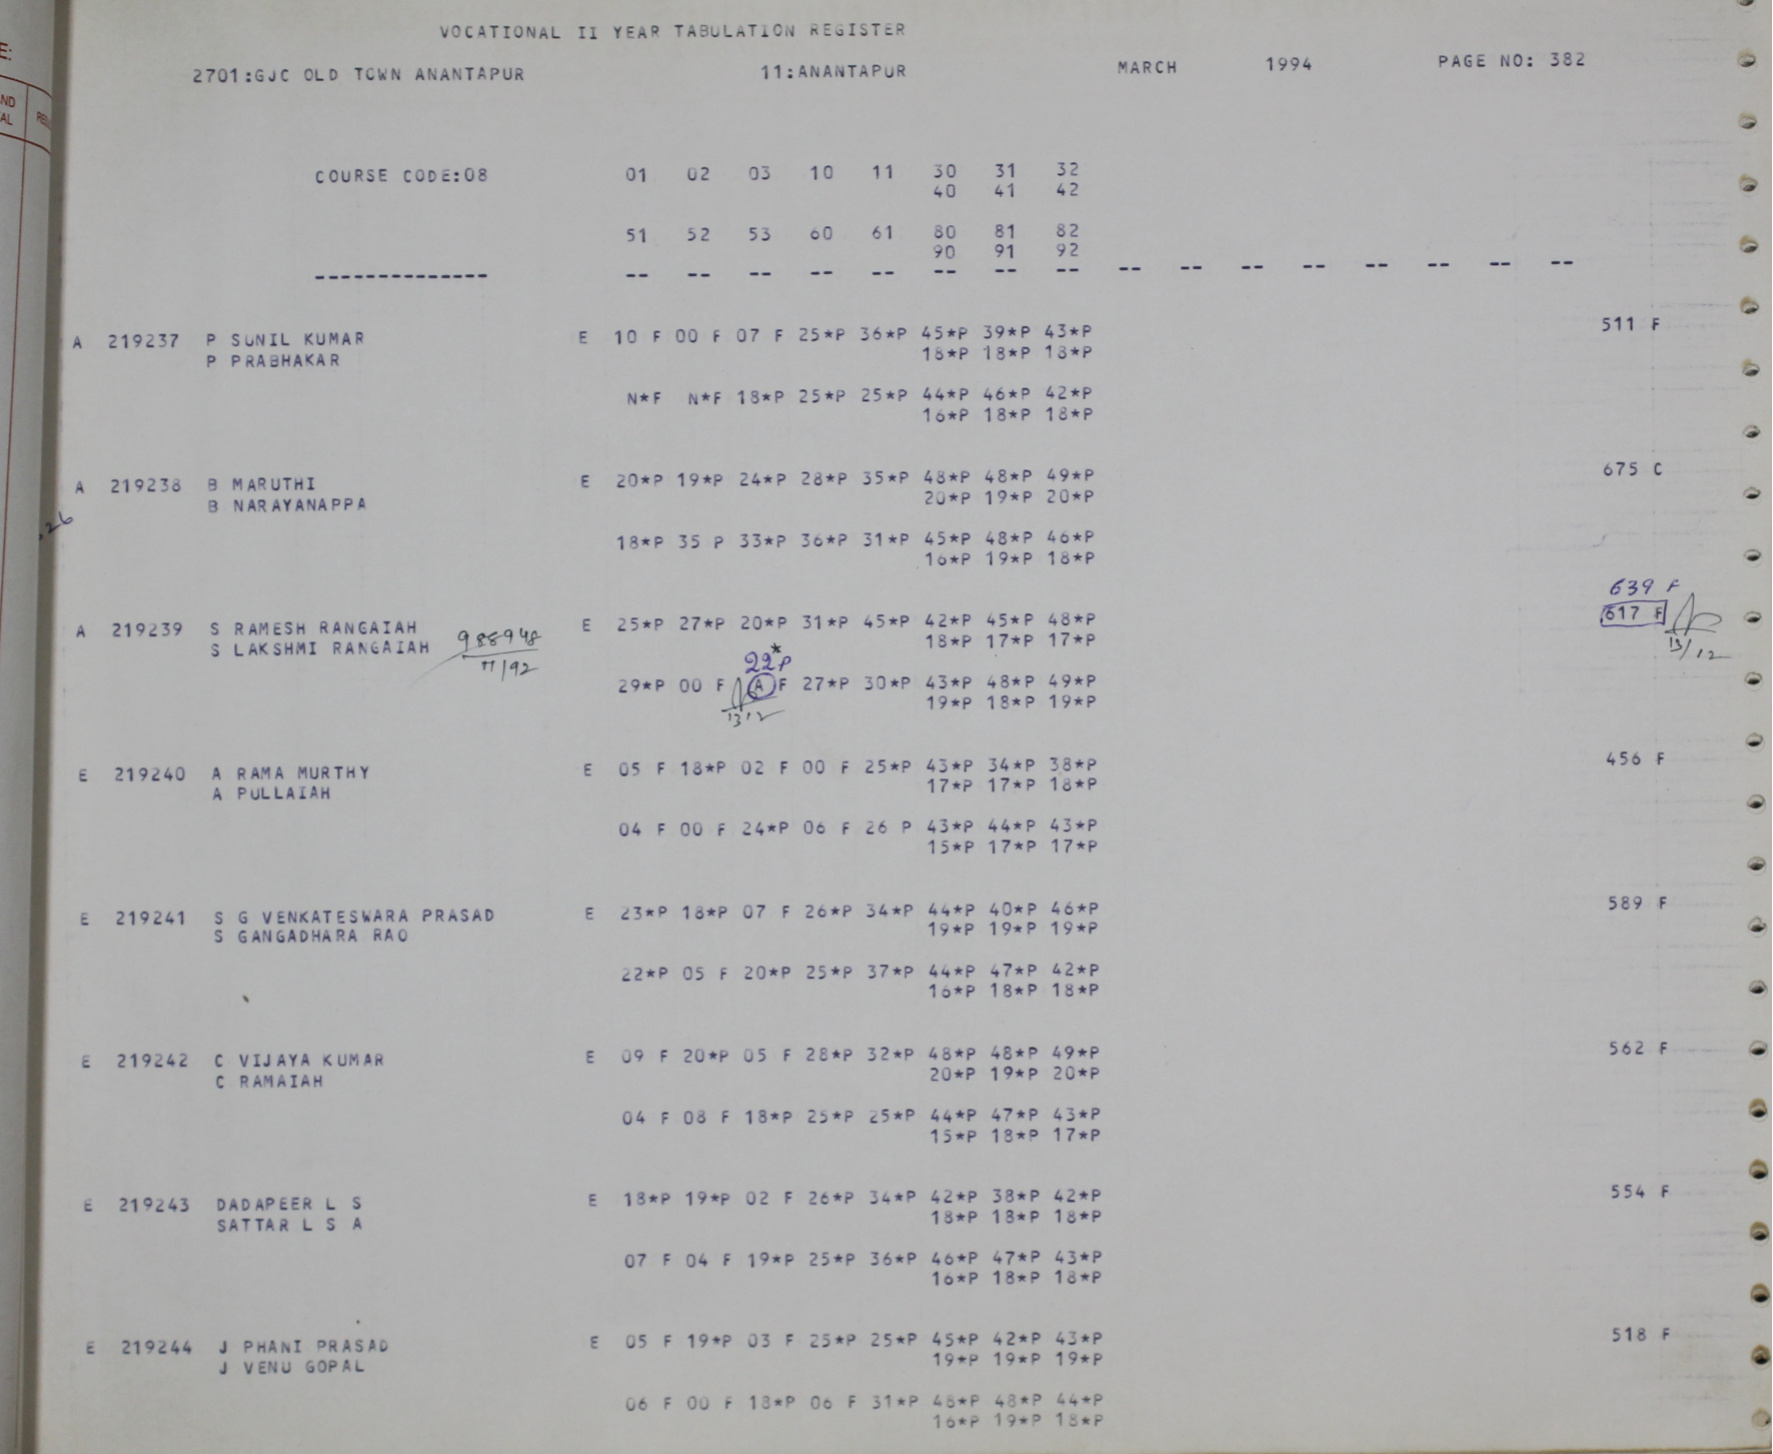 VOCATIONAL II YEAR TABULATION REGISTER
2701:GJC OLD TOWN ANANTAPUR 11:ANANTAPUR MARCH 1994 PAGE NO: 382
E:
ND
AL
COURSE CODE:08 01 02 03 10 11 30 31 32
40 41 42
51 52 53 60 61 80 81 82
90 91 92
-------------- -- -- -- -- -- -- -- -- -- -- -- -- -- -- -- --
A 219237 P SUNIL KUMAR E 10 F 00 F 07 F 25*P 36*P 45*P 39*P 43*P 511 F
P PRABHAKAR 18*P 18*P 18*P
N*F N*F 18*P 25*P 25*P 44*P 46*P 42*P
16*P 18*P 18*P
A 219238 B MARUTHI E 20*P 19*P 24*P 28*P 35*P 48*P 48*P 49*P 675 C
B NARAYANAPPA 20*P 19*P 20*P
26
18*P 35 P 33*P 36*P 31*P 45*P 48*P 46*P
16*P 19*P 18*P
639 F
A 219239 S RAMESH RANGAIAH E 25*P 27*P 20*P 31*P 45*P 42*P 45*P 48*P 617 F
S LAKSHMI RANGAIAH 988948 18*P 17*P 17*P 13/12
11/92 22*P
29*P 00 F A F 27*P 30*P 43*P 48*P 49*P
13/12 19*P 18*P 19*P
E 219240 A RAMA MURTHY E 05 F 18*P 02 F 00 F 25*P 43*P 34*P 38*P 456 F
A PULLAIAH 17*P 17*P 18*P
04 F 00 F 24*P 06 F 26 P 43*P 44*P 43*P
15*P 17*P 17*P
E 219241 S G VENKATESWARA PRASAD E 23*P 18*P 07 F 26*P 34*P 44*P 40*P 46*P 589 F
S GANGADHARA RAO 19*P 19*P 19*P
22*P 05 F 20*P 25*P 37*P 44*P 47*P 42*P
16*P 18*P 18*P
E 219242 C VIJAYA KUMAR E 09 F 20*P 05 F 28*P 32*P 48*P 48*P 49*P 562 F
C RAMAIAH 20*P 19*P 20*P
04 F 08 F 18*P 25*P 25*P 44*P 47*P 43*P
15*P 18*P 17*P
E 219243 DADAPEER L S E 18*P 19*P 02 F 26*P 34*P 42*P 38*P 42*P 554 F
SATTAR L S A 18*P 18*P 18*P
07 F 04 F 19*P 25*P 36*P 46*P 47*P 43*P
16*P 18*P 18*P
E 219244 J PHANI PRASAD E 05 F 19*P 03 F 25*P 25*P 45*P 42*P 43*P 518 F
J VENU GOPAL 19*P 19*P 19*P
06 F 00 F 18*P 06 F 31*P 48*P 48*P 44*P
16*P 19*P 18*P